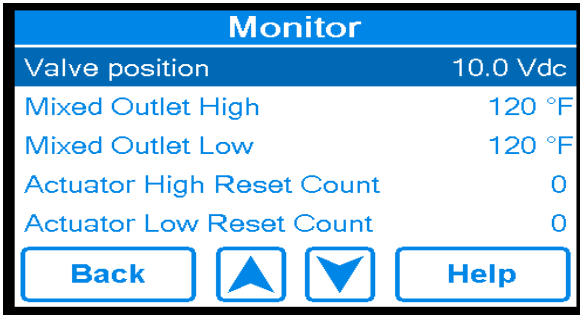 Monitor
Valve position 10.0 Vdc
Mixed Outlet High 120 °F
Mixed Outlet Low 120 °F
Actuator High Reset Count 0
Actuator Low Reset Count 0
Back Help